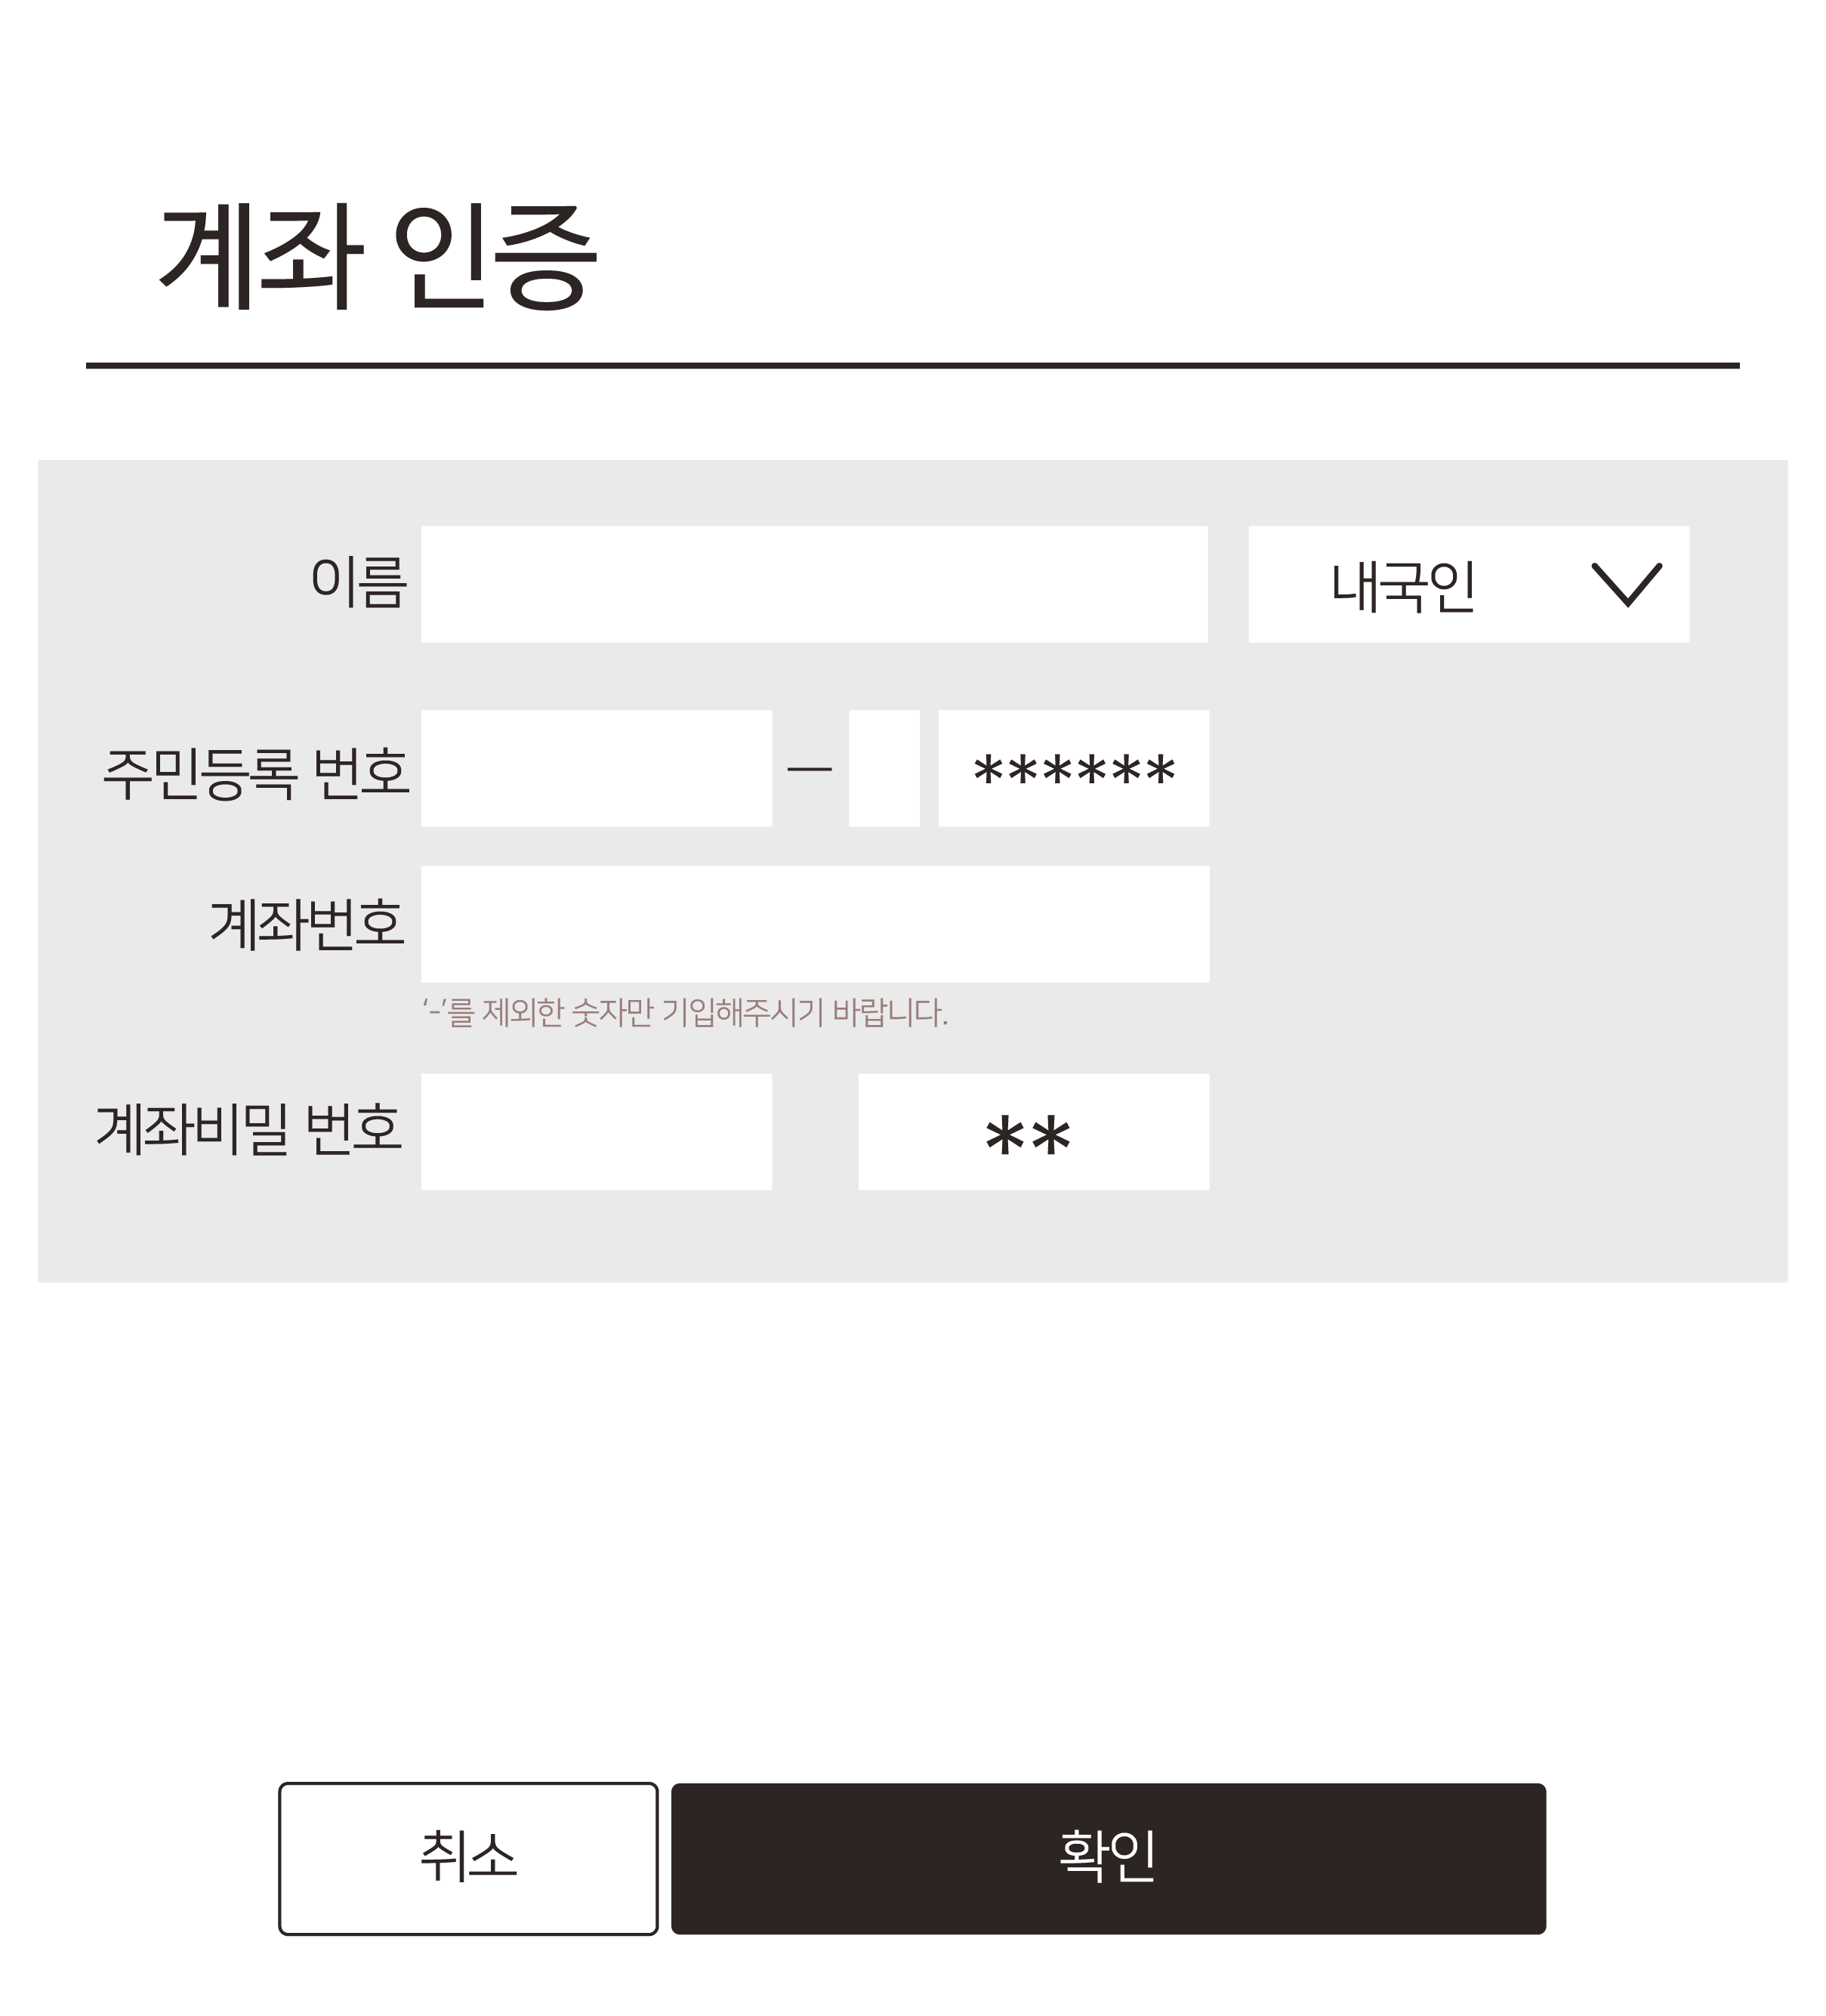 계좌 인증
이름 내국인
주민등록 번호 — ******
계좌번호
'-'를 제외한 숫자만 기입해주시기 바랍니다.
계좌비밀 번호 **
취소 확인